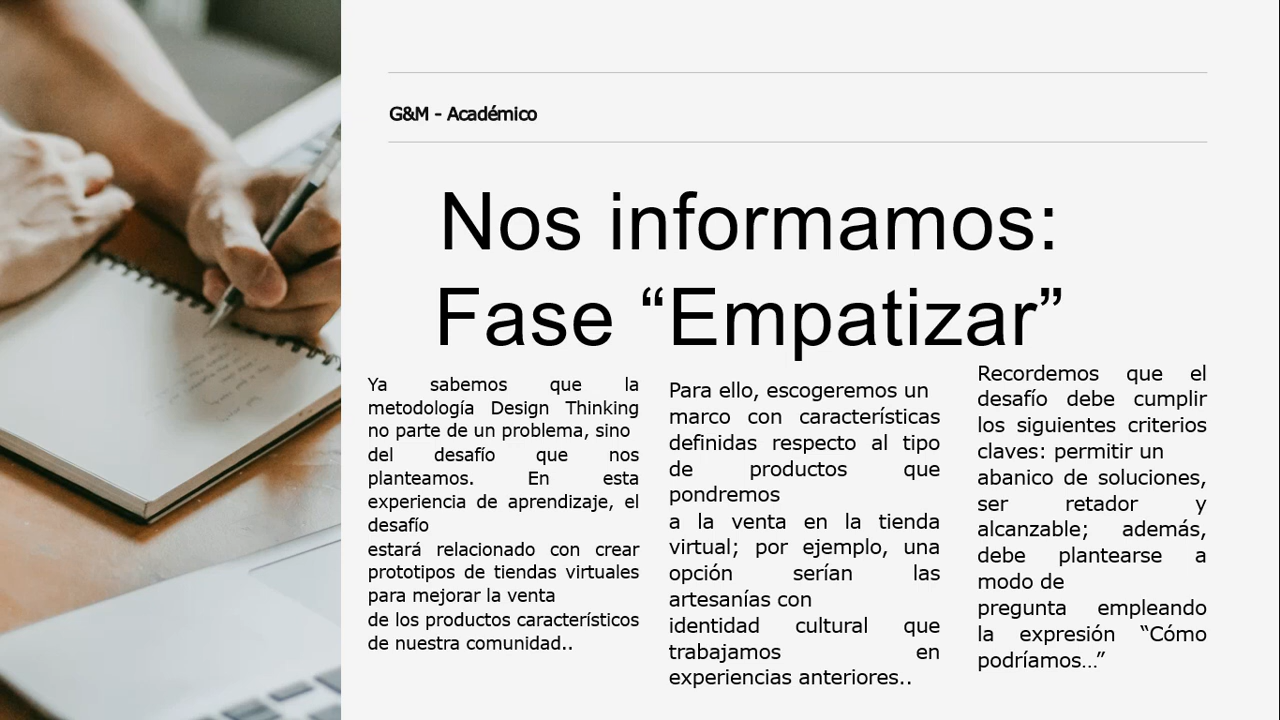 G&M - Académico
Nos informamos:
Fase “Empatizar”
Ya sabemos que la
metodología Design Thinking
no parte de un problema, sino
del desafío que nos
planteamos. En esta
experiencia de aprendizaje, el
desafío
estará relacionado con crear
prototipos de tiendas virtuales
para mejorar la venta
de los productos característicos
de nuestra comunidad..
Para ello, escogeremos un
marco con características
definidas respecto al tipo
de productos que
pondremos
a la venta en la tienda
virtual; por ejemplo, una
opción serían las
artesanías con
identidad cultural que
trabajamos en
experiencias anteriores..
Recordemos que el
desafío debe cumplir
los siguientes criterios
claves: permitir un
abanico de soluciones,
ser retador y
alcanzable; además,
debe plantearse a
modo de
pregunta empleando
la expresión “Cómo
podríamos…”